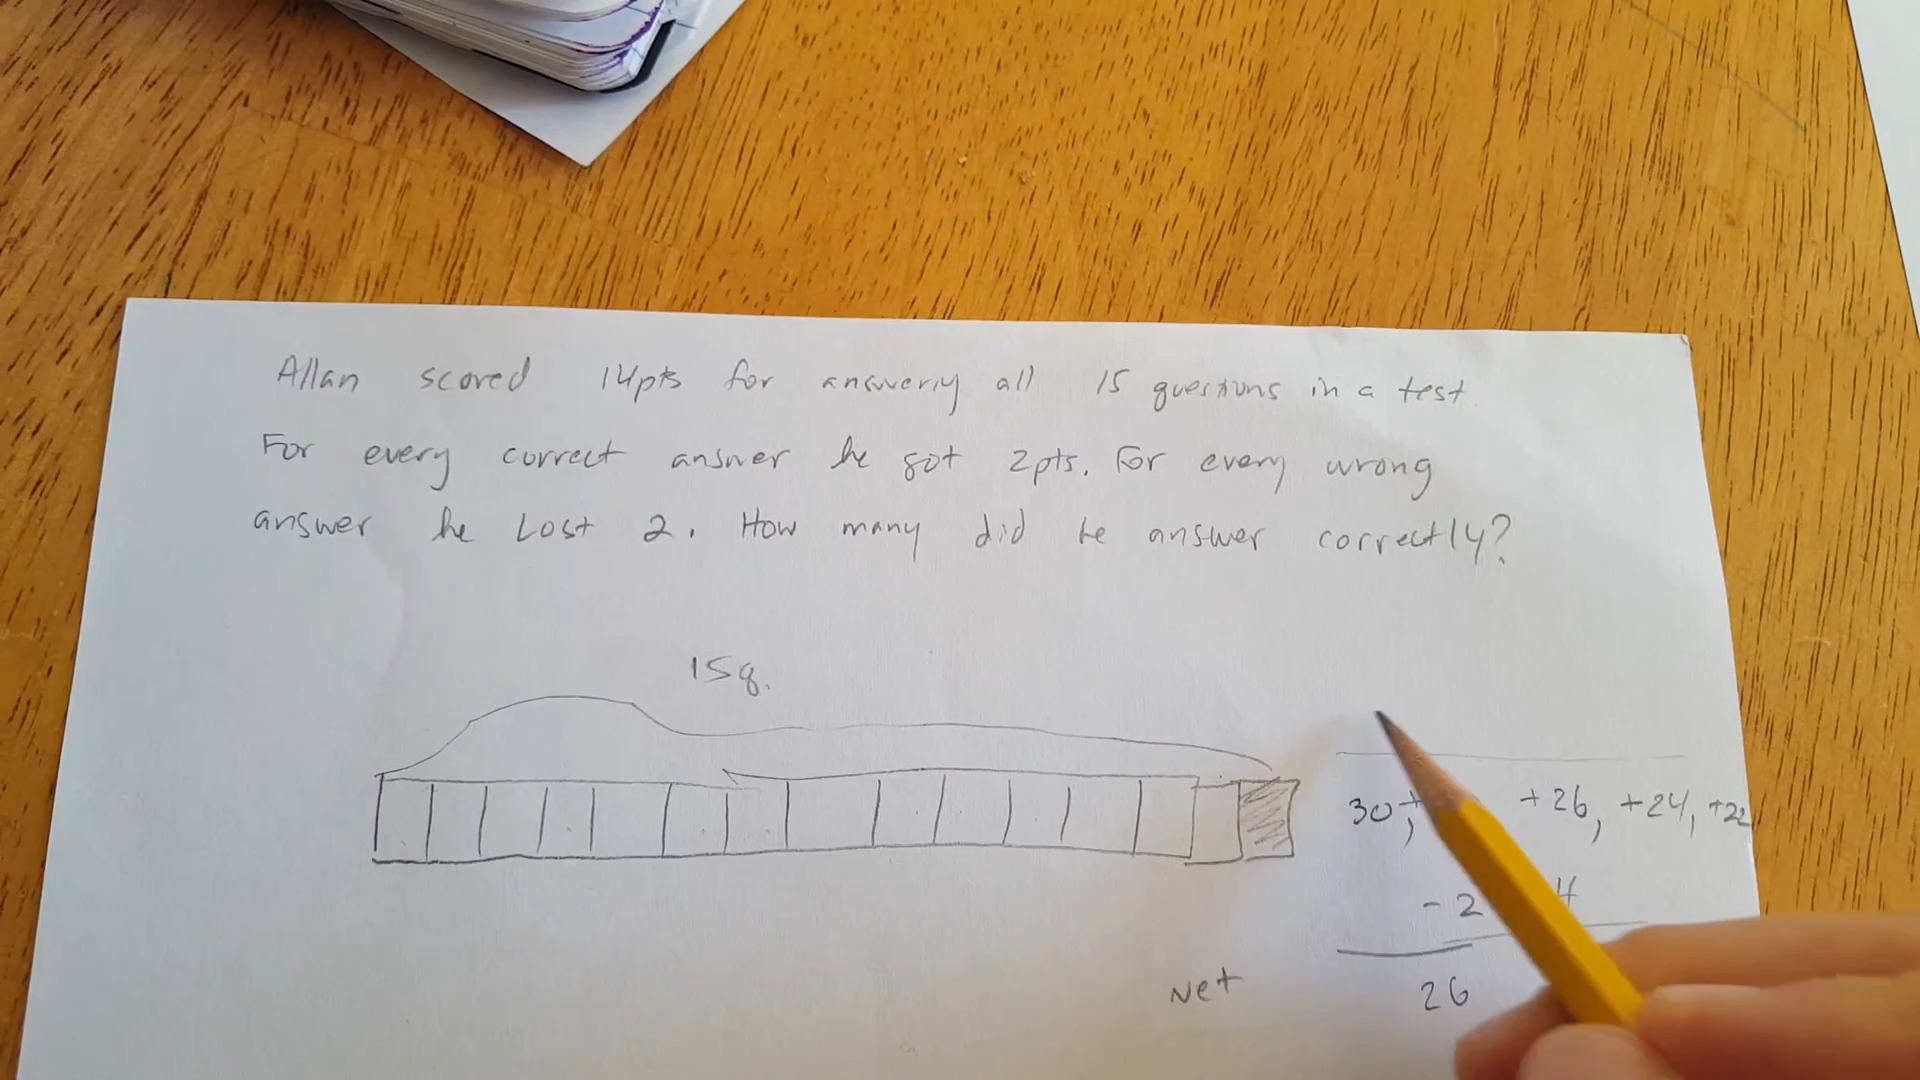 Allan scored 14pts for answering all 15 questions in a test.
For every correct answer he got 2pts. For every wrong
answer he Lost 2. How many did he answer correctly?
15q.
30, + +26, +24, +22
- 2 4
Net 26